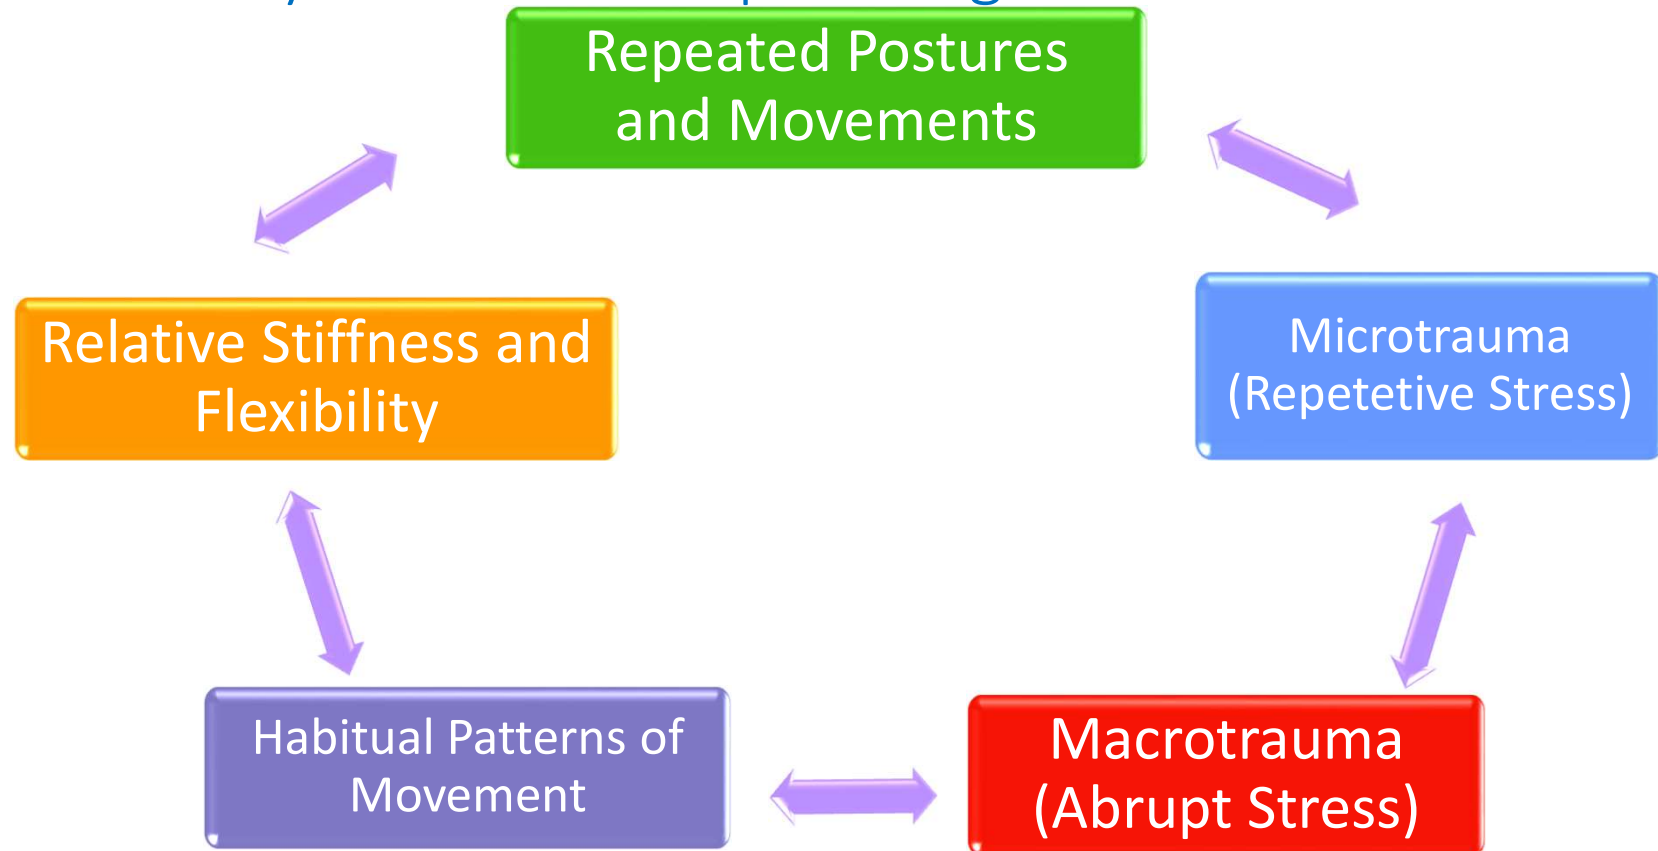 Repeated Postures
and Movements
Relative Stiffness and
Flexibility
Microtrauma
(Repetetive Stress)
Habitual Patterns of
Movement
Macrotrauma
(Abrupt Stress)